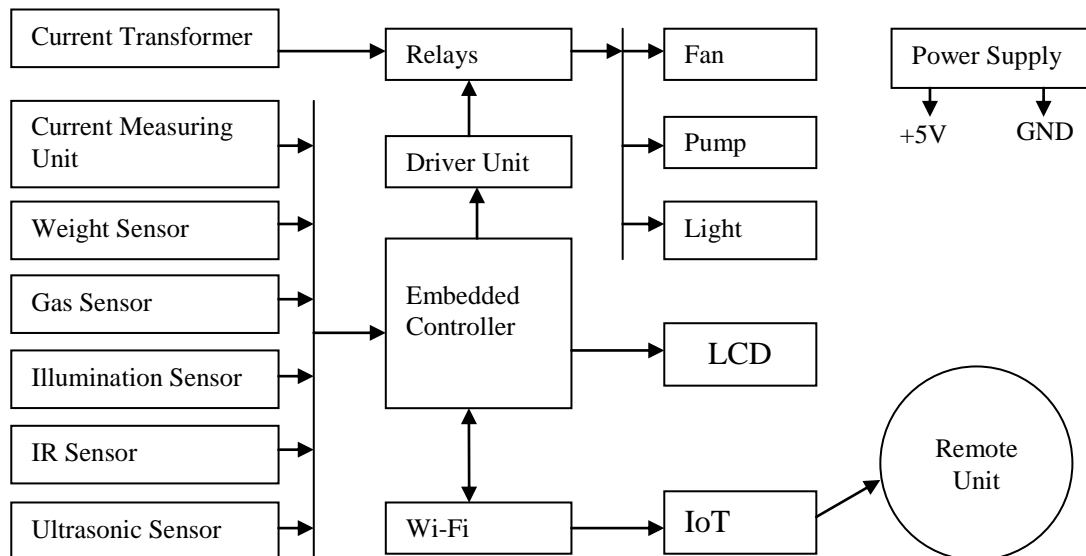 Current Transformer
Relays
Fan
Power Supply
+5V
GND
Current Measuring
Unit
Driver Unit
Pump
Weight Sensor
Light
Gas Sensor
Embedded
Controller
LCD
Illumination Sensor
IR Sensor
Remote
Unit
Ultrasonic Sensor
Wi-Fi
IoT